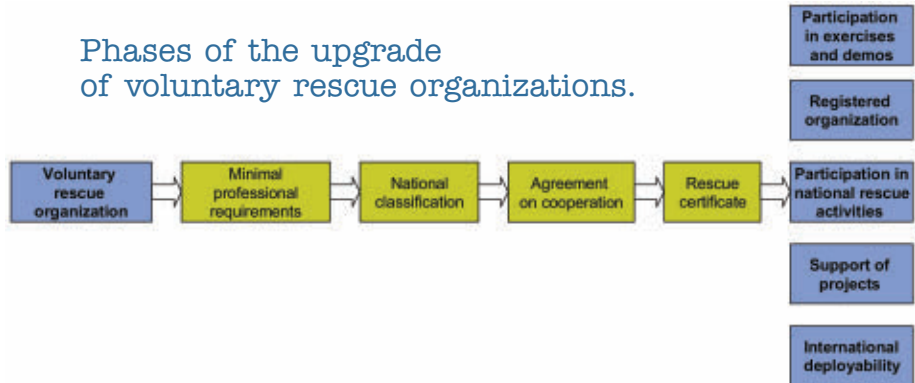 Phases of the upgrade
of voluntary rescue organizations.
Voluntary
rescue
organization
Minimal
professional
requirements
National
classification
Agreement
on cooperation
Rescue
certificate
Participation
in exercises
and demos
Registered
organization
Participation in
national rescue
activities
Support of
projects
International
deployability